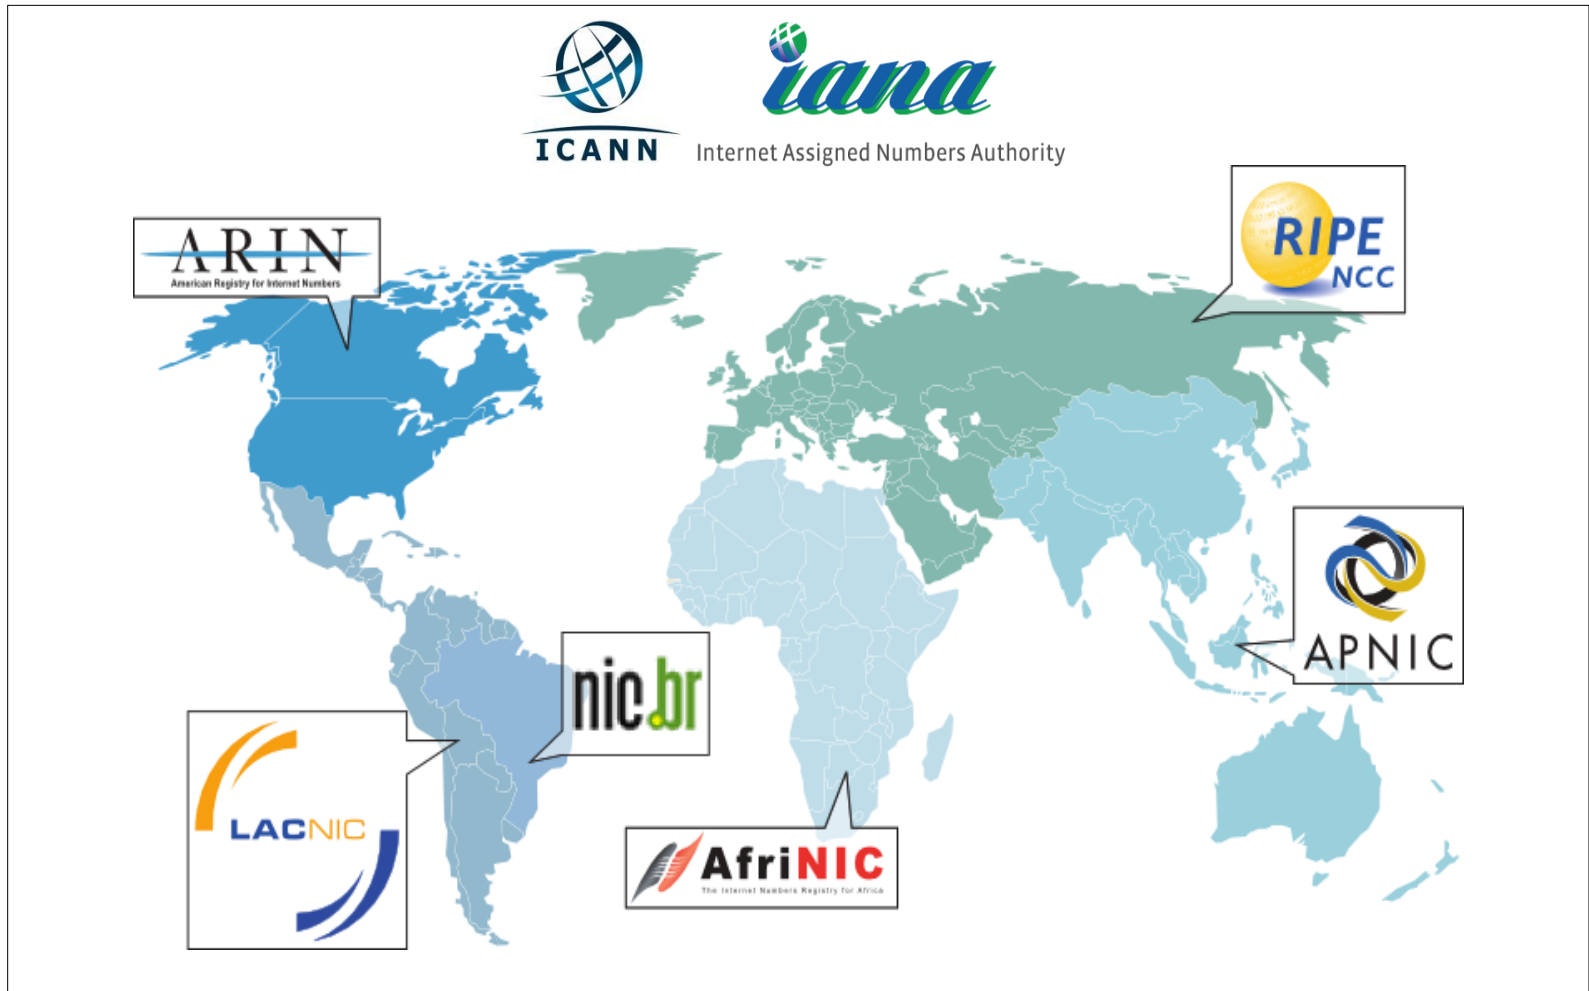 iana
ICANN
Internet Assigned Numbers Authority
ARIN
American Registry for Internet Numbers
RIPE
NCC
APNIC
nic.br
LACNIC
AfriNIC
The Internet Numbers Registry for Africa